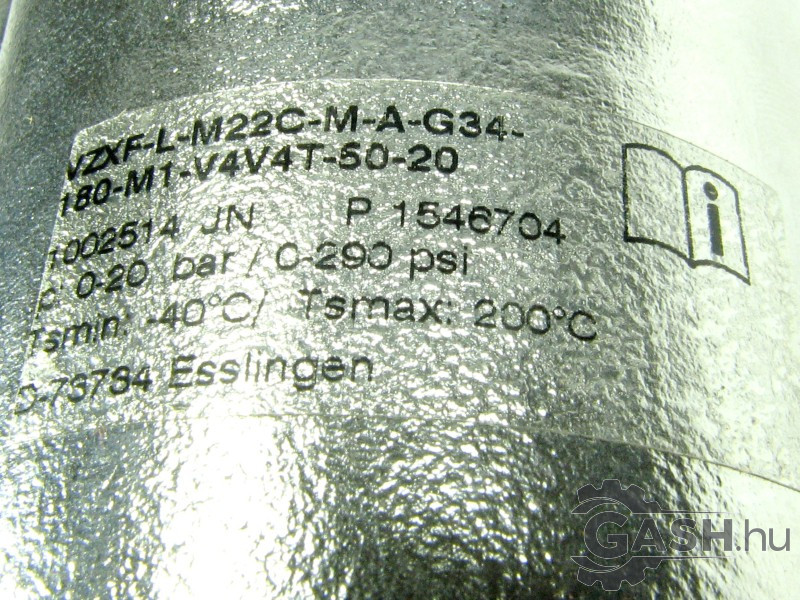 VZXF-L-M22C-M-A-G34-
180-M1-V4V4T-50-20
1002514 JN P 1546704
p: 0-20 bar / 0-290 psi
Tsmin: -40°C/ Tsmax: 200°C
D-73734 Esslingen
i
GASH.hu